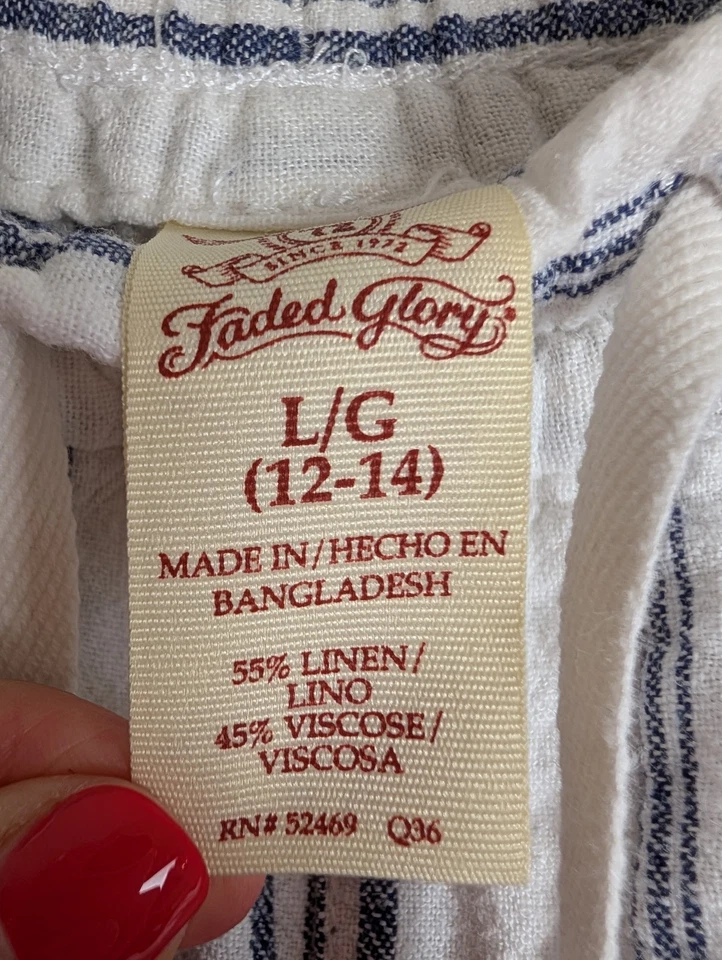 SINCE 1972
Faded Glory
L/G
(12-14)
MADE IN/HECHO EN
BANGLADESH
55% LINEN/
LINO
45% VISCOSE/
VISCOSA
RN# 52469 Q36